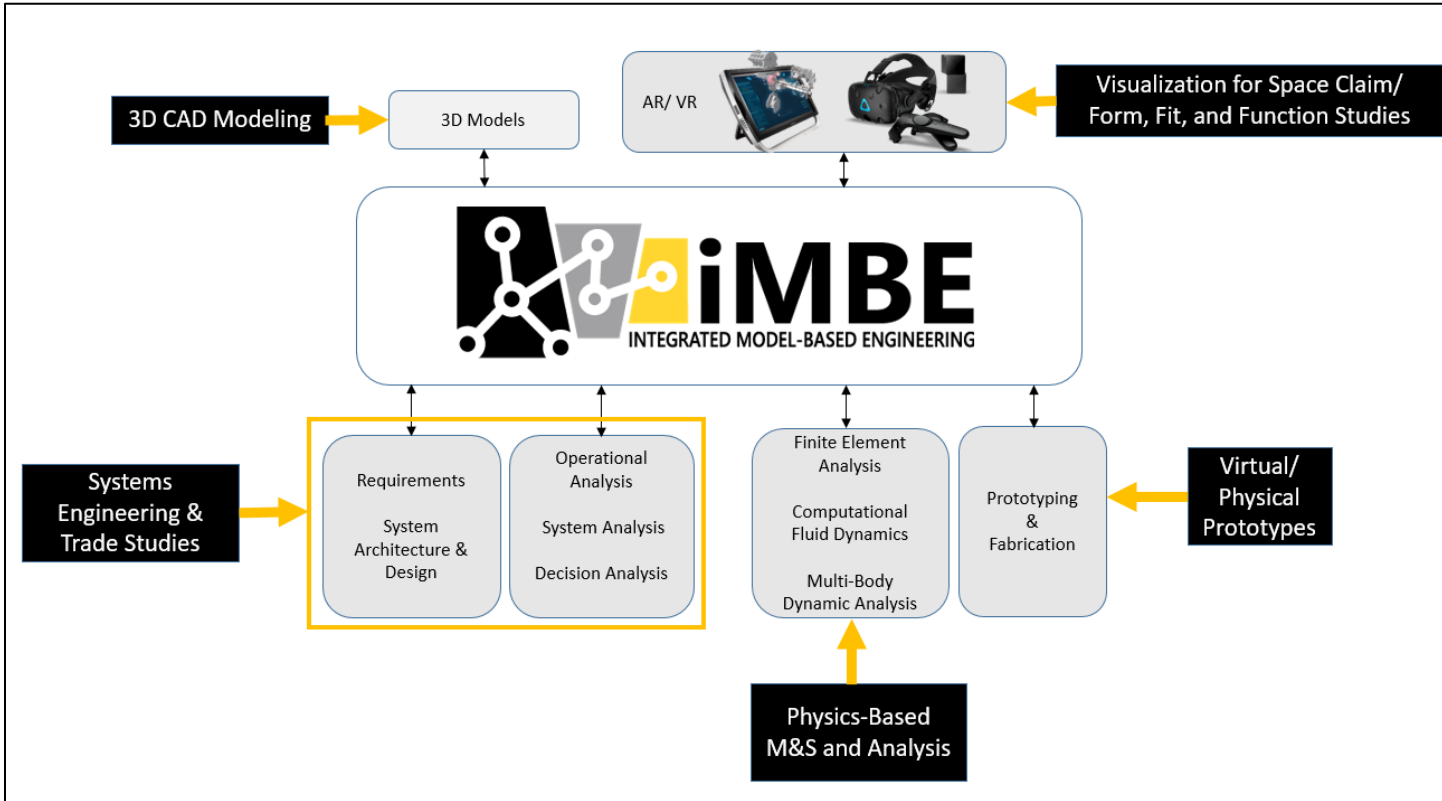 3D CAD Modeling
3D Models
AR/ VR
Visualization for Space Claim/
Form, Fit, and Function Studies
iMBE
INTEGRATED MODEL-BASED ENGINEERING
Systems
Engineering &
Trade Studies
Requirements
System
Architecture &
Design
Operational
Analysis
System Analysis
Decision Analysis
Finite Element
Analysis
Computational
Fluid Dynamics
Multi-Body
Dynamic Analysis
Prototyping
&
Fabrication
Virtual/
Physical
Prototypes
Physics-Based
M&S and Analysis